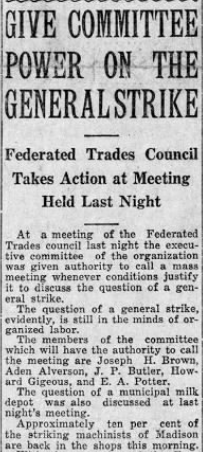 GIVE COMMITTEE
POWER ON THE
GENERAL STRIKE
Federated Trades Council
Takes Action at Meeting
Held Last Night
At a meeting of the Federated
Trades council last night the execu-
tive committee of the organization
was given authority to call a mass
meeting whenever conditions justify
it to discuss the question of a gen-
eral strike.
The question of a general strike,
evidently, is still in the minds of or-
ganized labor.
The members of the committee
which will have the authority to call
the meeting are Joseph H. Brown,
Aden Alverson, J. P. Butler, How-
ard Gigeous, and E. A. Potter.
The question of a municipal milk
depot was also discussed at last
night's meeting.
Approximately ten per cent of
the striking machinists of Madison
are back in the shops this morning.